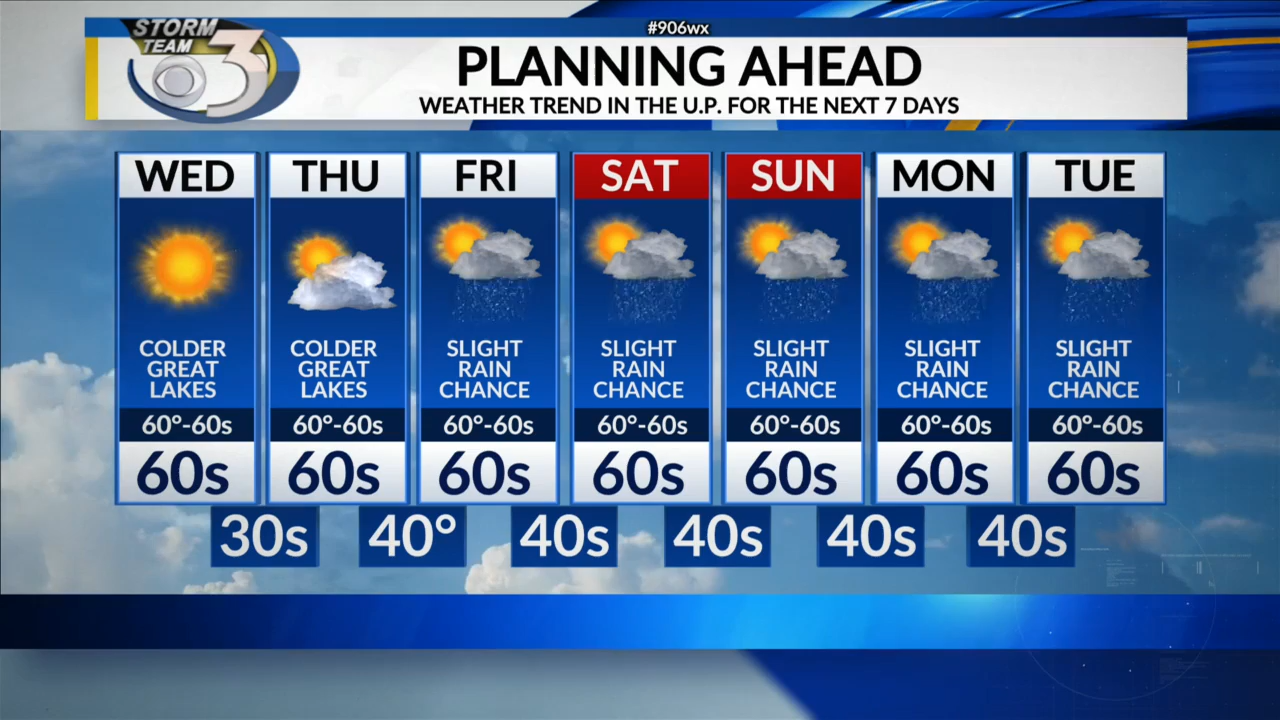 #906wx
STORM
TEAM
3
PLANNING AHEAD
WEATHER TREND IN THE U.P. FOR THE NEXT 7 DAYS
WED
THU
FRI
SAT
SUN
MON
TUE
COLDER
GREAT
LAKES
COLDER
GREAT
LAKES
SLIGHT
RAIN
CHANCE
SLIGHT
RAIN
CHANCE
SLIGHT
RAIN
CHANCE
SLIGHT
RAIN
CHANCE
SLIGHT
RAIN
CHANCE
60°-60s
60°-60s
60°-60s
60°-60s
60°-60s
60°-60s
60°-60s
60s
60s
60s
60s
60s
60s
60s
30s
40°
40s
40s
40s
40s